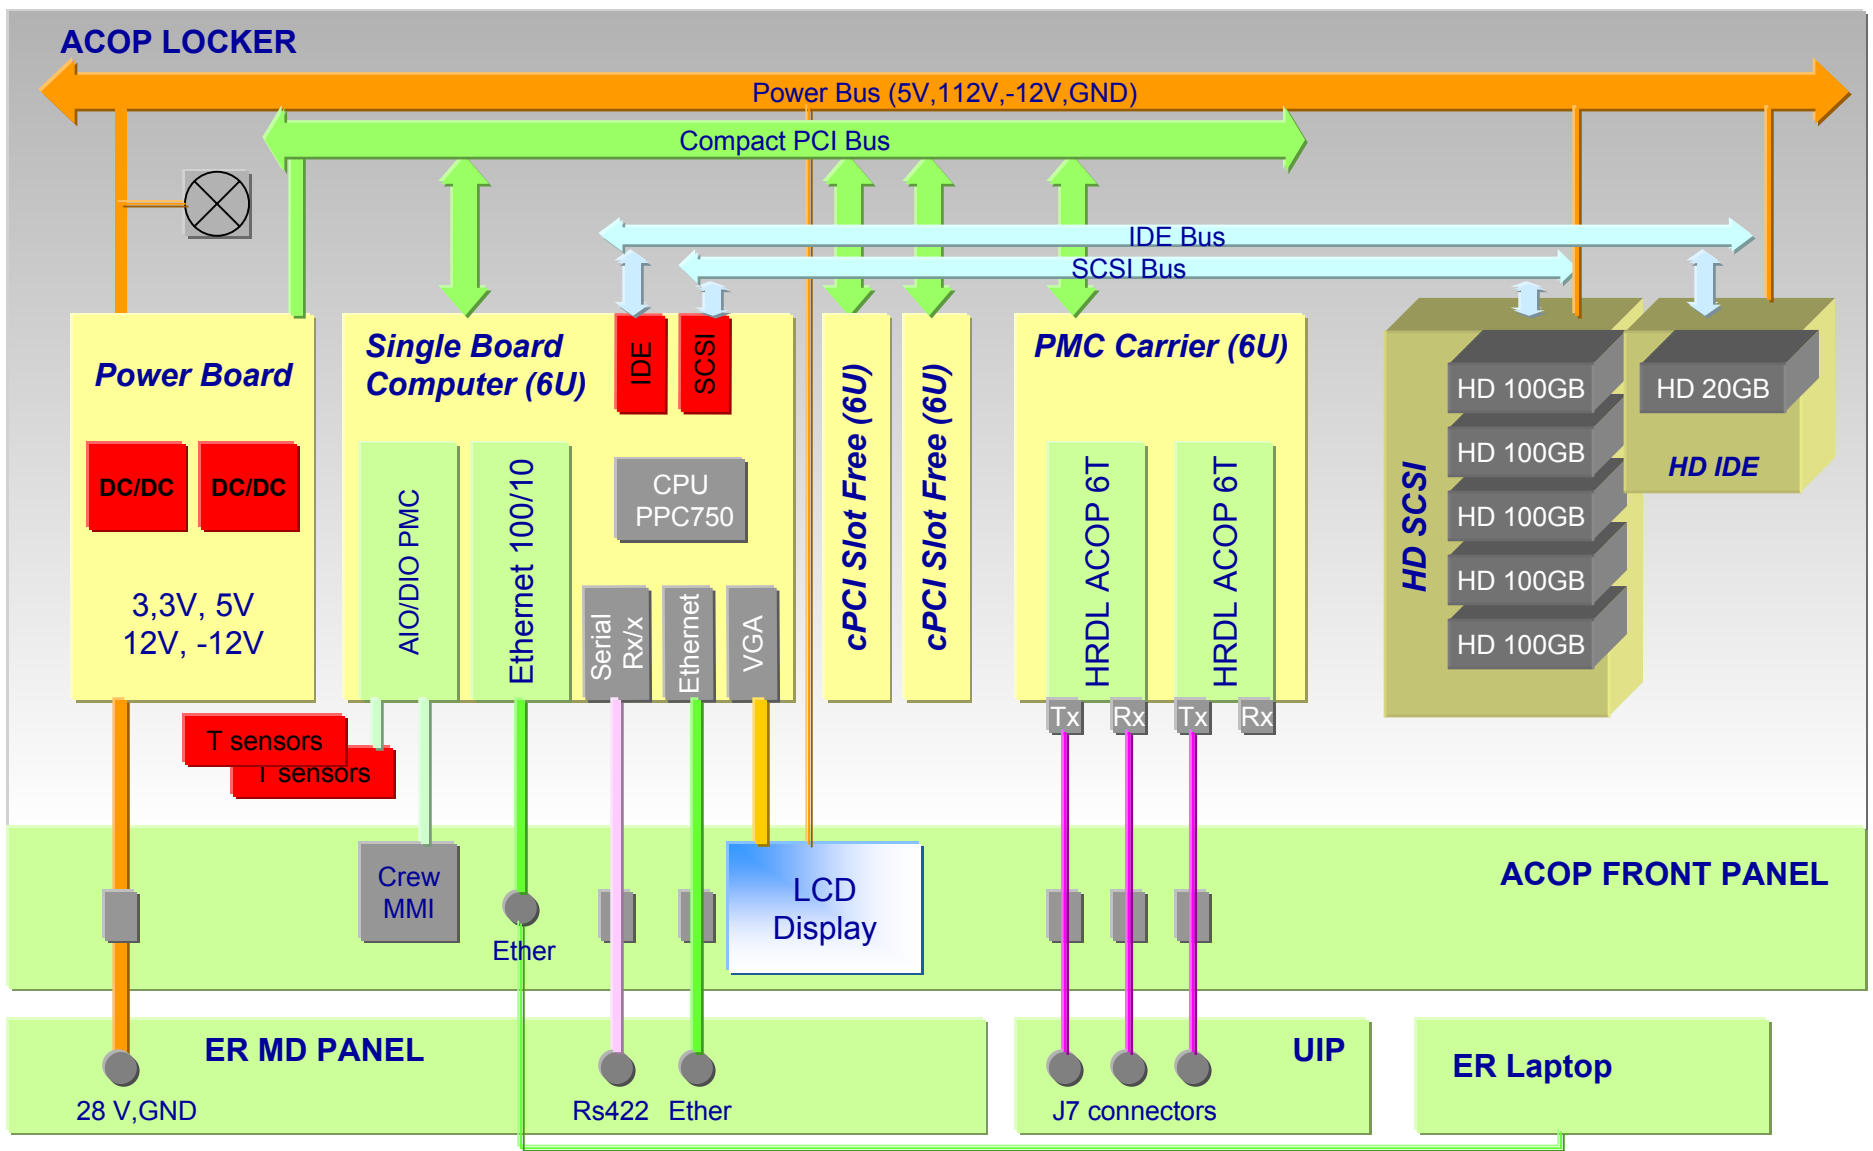 ACOP LOCKER
Power Bus (5V,112V,-12V,GND)
Compact PCI Bus
IDE Bus
SCSI Bus
Power Board
DC/DC
DC/DC
3,3V, 5V
12V, -12V
Single Board
Computer (6U)
IDE
SCSI
AIO/DIO PMC
Ethernet 100/10
CPU
PPC750
Serial
Rx/x
Ethernet
VGA
cPCI Slot Free (6U)
cPCI Slot Free (6U)
PMC Carrier (6U)
HRDL ACOP 6T
HRDL ACOP 6T
Tx
Rx
Tx
Rx
HD SCSI
HD 100GB
HD 100GB
HD 100GB
HD 100GB
HD 100GB
HD 20GB
HD IDE
T sensors
T sensors
Crew
MMI
Ether
LCD
Display
ACOP FRONT PANEL
ER MD PANEL
28 V,GND
Rs422
Ether
UIP
J7 connectors
ER Laptop